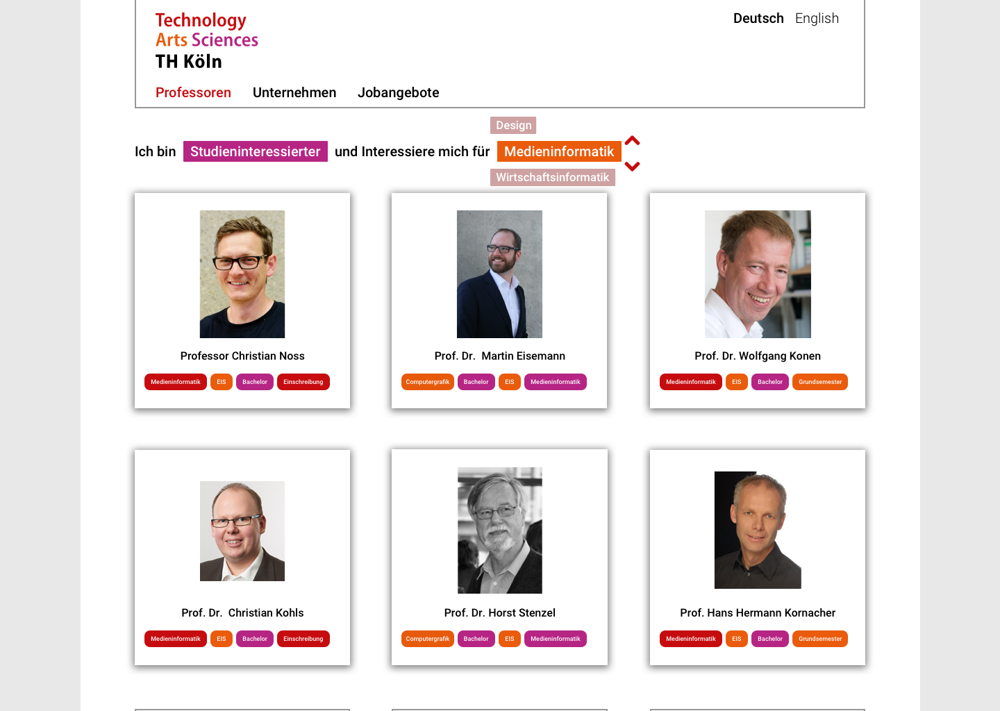 Technology
Arts Sciences
TH Köln
Deutsch English
Professoren Unternehmen Jobangebote
Design
Ich bin Studieninteressierter und Interessiere mich für Medieninformatik
Wirtschaftsinformatik
Professor Christian Noss
Medieninformatik EIS Bachelor Einschreibung
Prof. Dr. Martin Eisemann
Computergrafik Bachelor EIS Medieninformatik
Prof. Dr. Wolfgang Konen
Medieninformatik EIS Bachelor Grundsemester
Prof. Dr. Christian Kohls
Medieninformatik EIS Bachelor Einschreibung
Prof. Dr. Horst Stenzel
Computergrafik Bachelor EIS Medieninformatik
Prof. Hans Hermann Kornacher
Medieninformatik EIS Bachelor Grundsemester